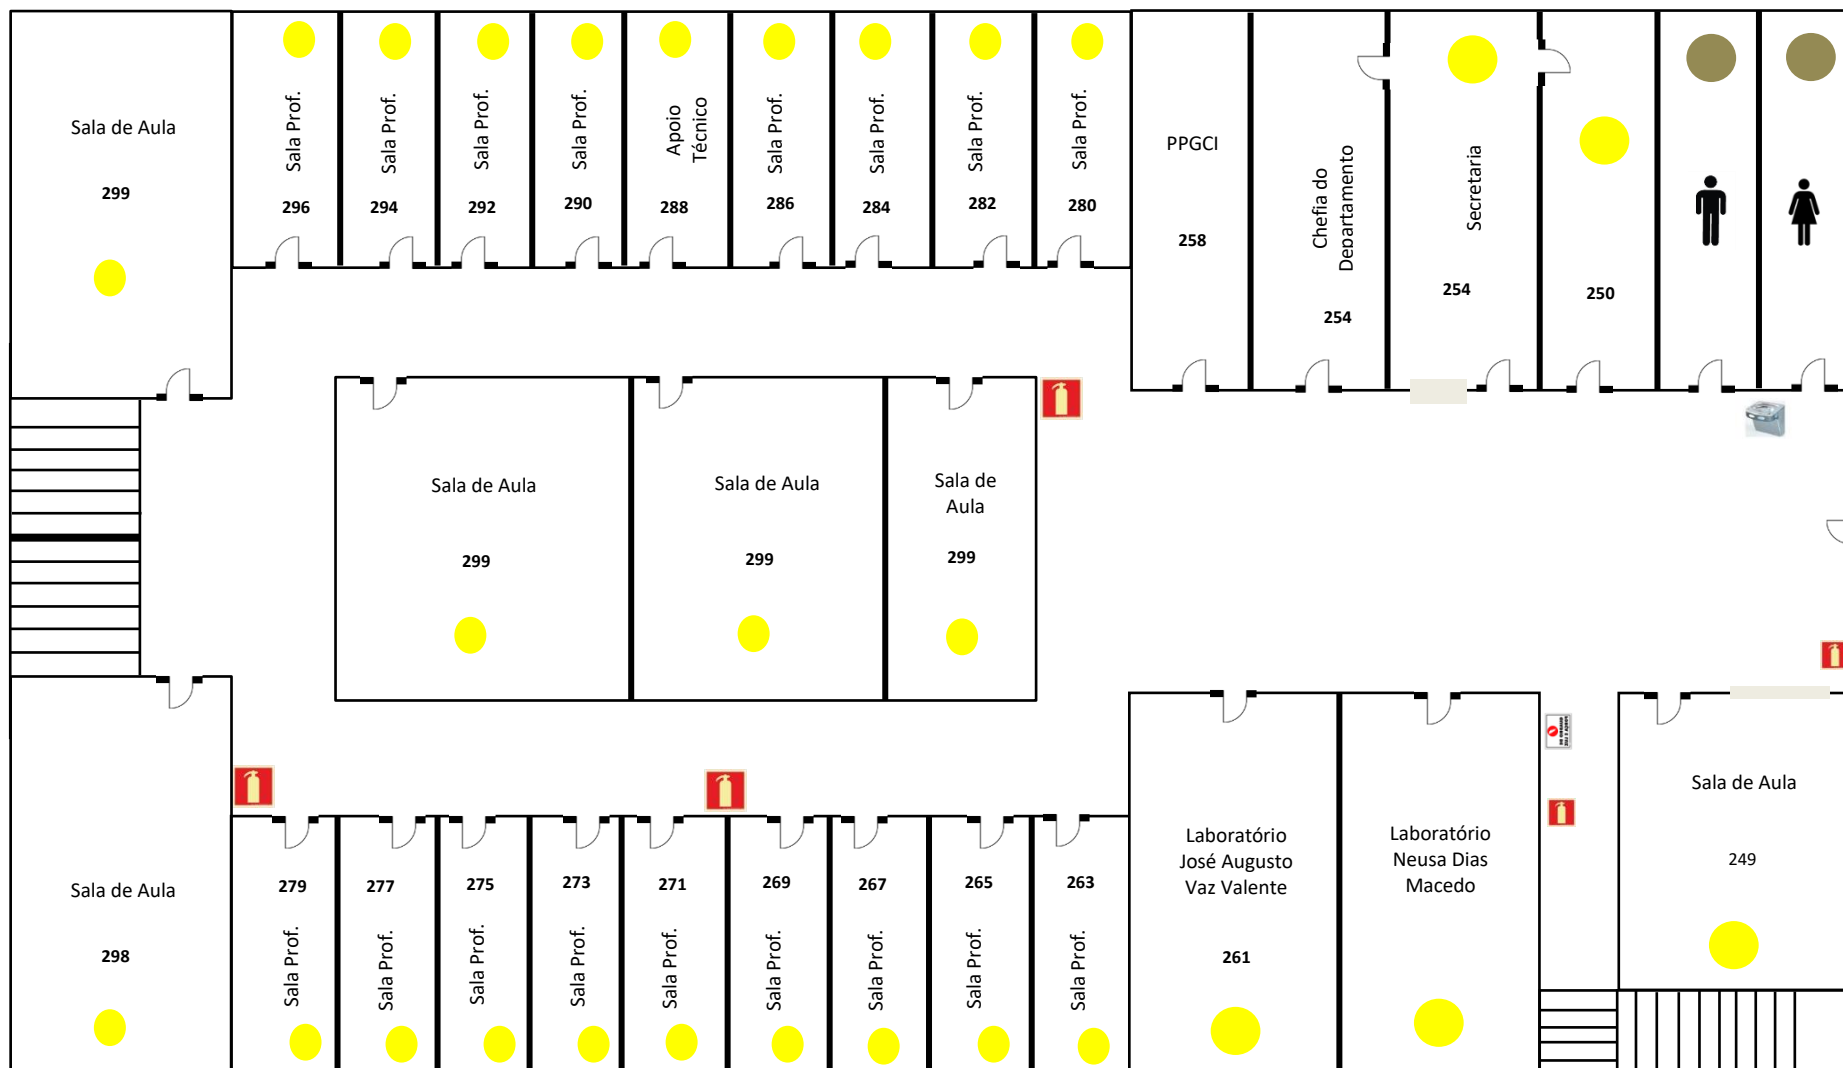 Sala de Aula
299
Sala Prof.
296
Sala Prof.
294
Sala Prof.
292
Sala Prof.
290
Apoio
Técnico
288
Sala Prof.
286
Sala Prof.
284
Sala Prof.
282
Sala Prof.
280
PPGCI
258
Chefia do
Departamento
254
Secretaria
254
250
Sala de Aula
299
Sala de Aula
299
Sala de
Aula
299
Sala de Aula
298
279
Sala Prof.
277
Sala Prof.
275
Sala Prof.
273
Sala Prof.
271
Sala Prof.
269
Sala Prof.
267
Sala Prof.
265
Sala Prof.
263
Sala Prof.
Laboratório
José Augusto
Vaz Valente
261
Laboratório
Neusa Dias
Macedo
Sala de Aula
249